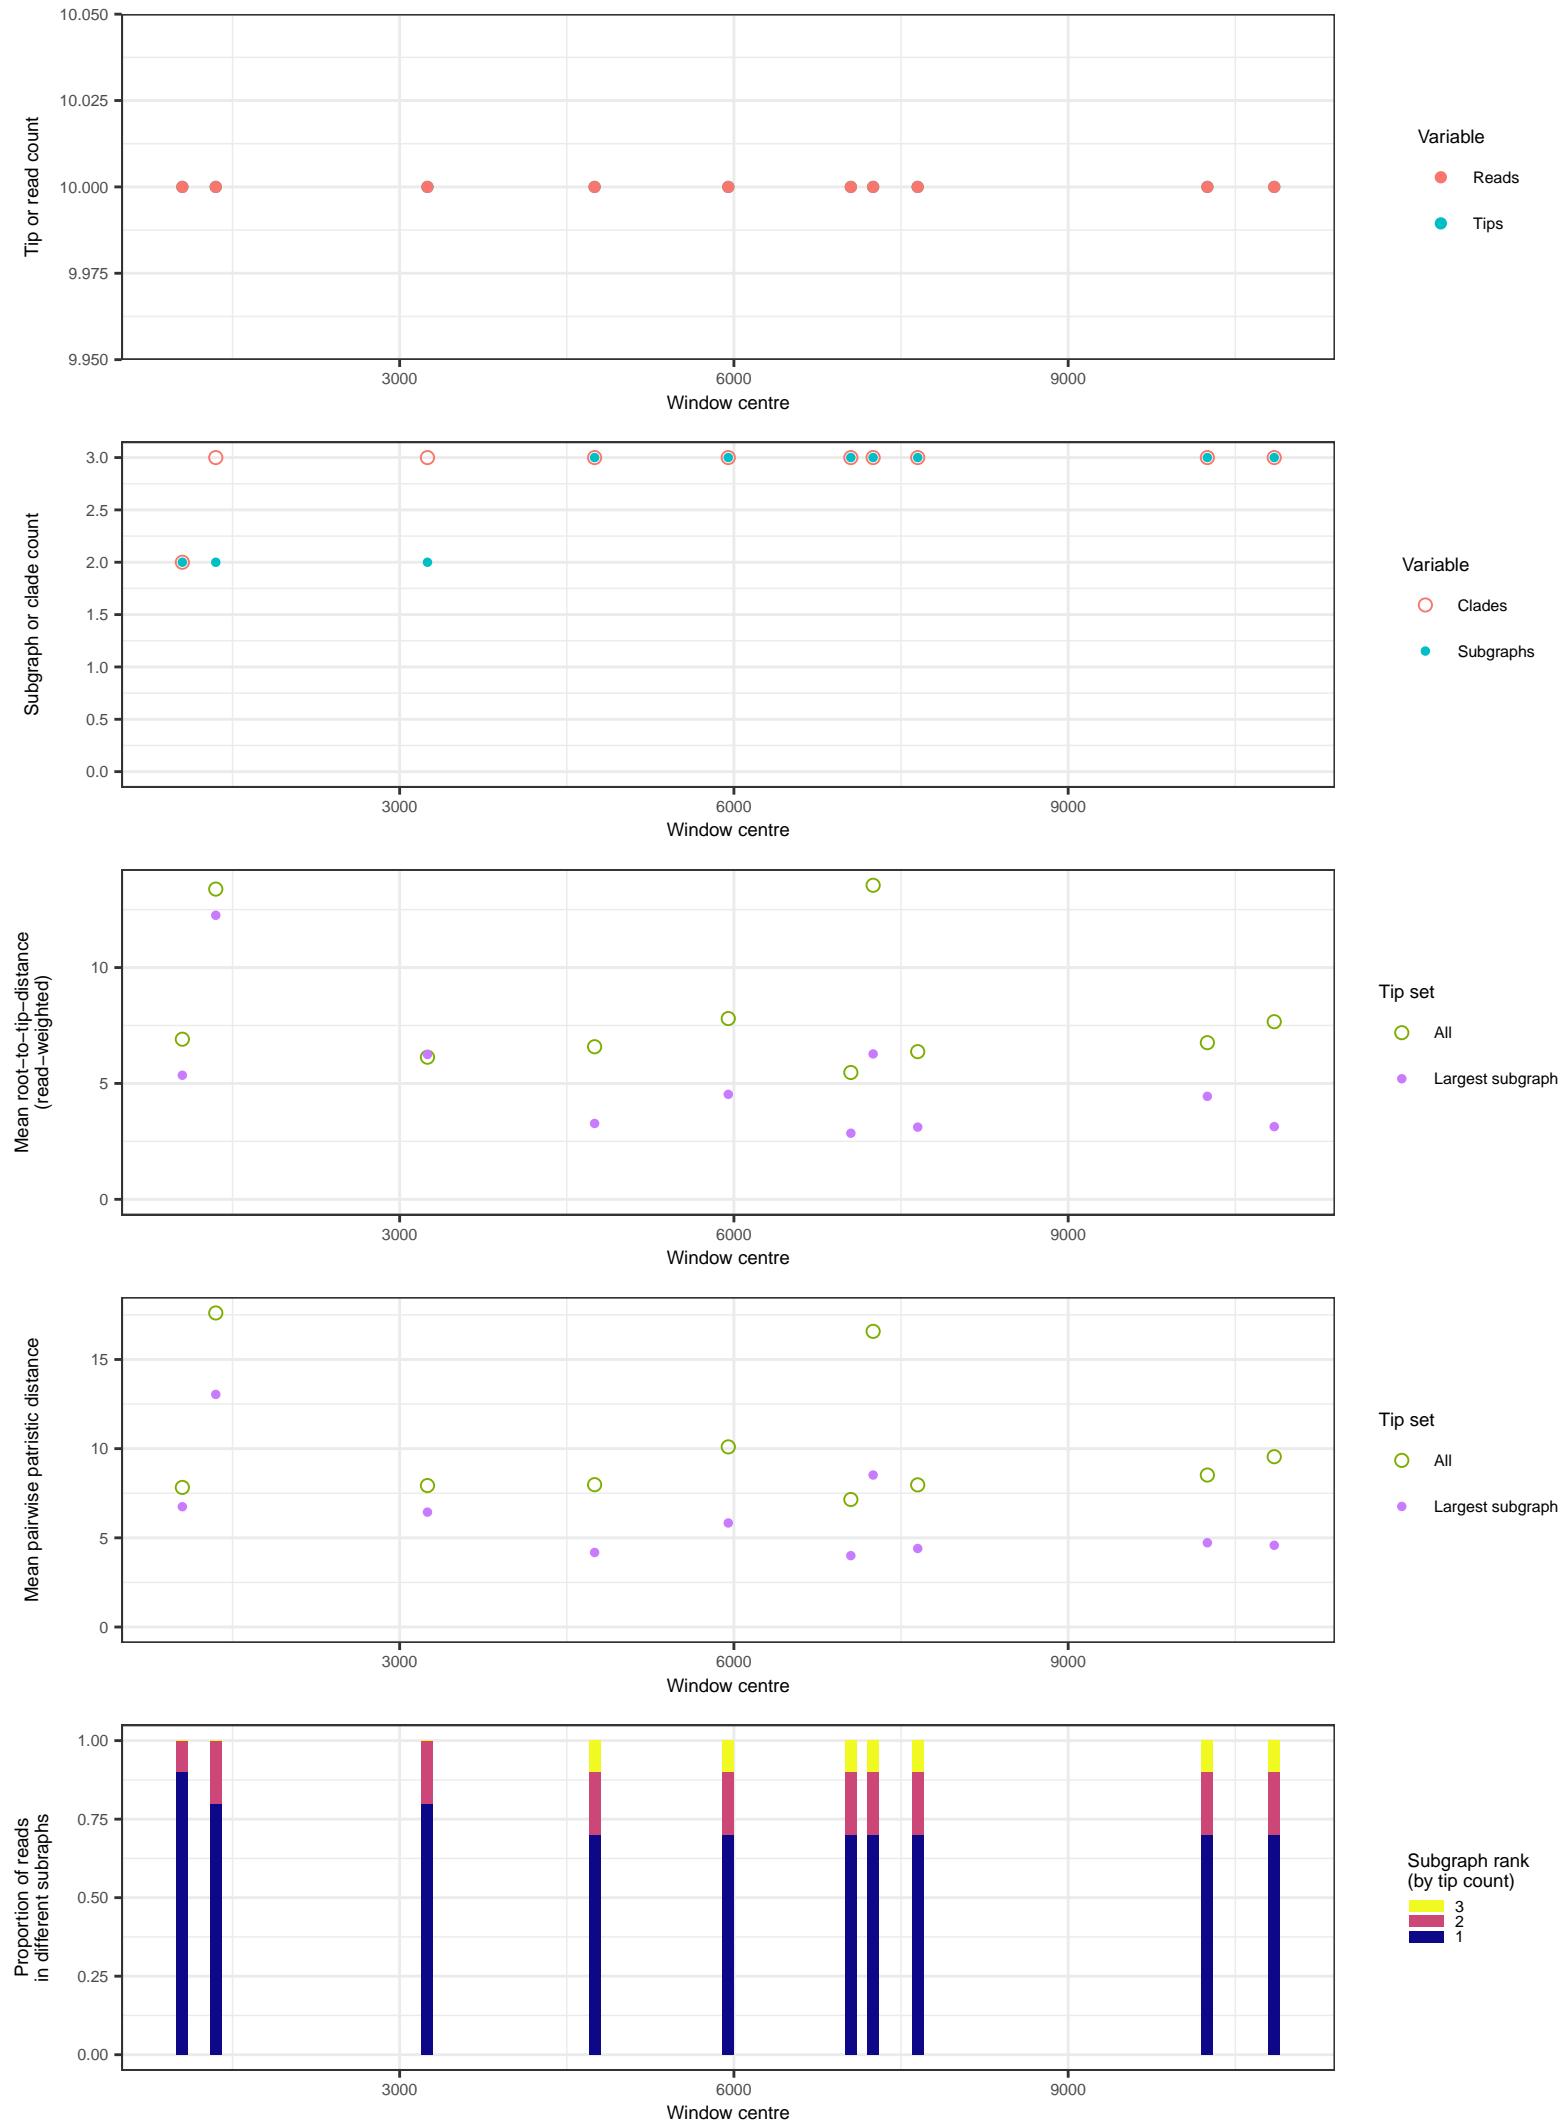 10.050
10.025
10.000
9.975
9.950
Tip or read count
3000
6000
9000
Window centre
Variable
Reads
Tips
3.0
2.5
2.0
1.5
1.0
0.5
0.0
Subgraph or clade count
3000
6000
9000
Window centre
Variable
Clades
Subgraphs
10
5
0
Mean root−to−tip−distance
(read−weighted)
3000
6000
9000
Window centre
Tip set
All
Largest subgraph
15
10
5
0
Mean pairwise patristic distance
3000
6000
9000
Window centre
Tip set
All
Largest subgraph
1.00
0.75
0.50
0.25
0.00
Proportion of reads
in different subraphs
3000
6000
9000
Window centre
Subgraph rank
(by tip count)
3
2
1